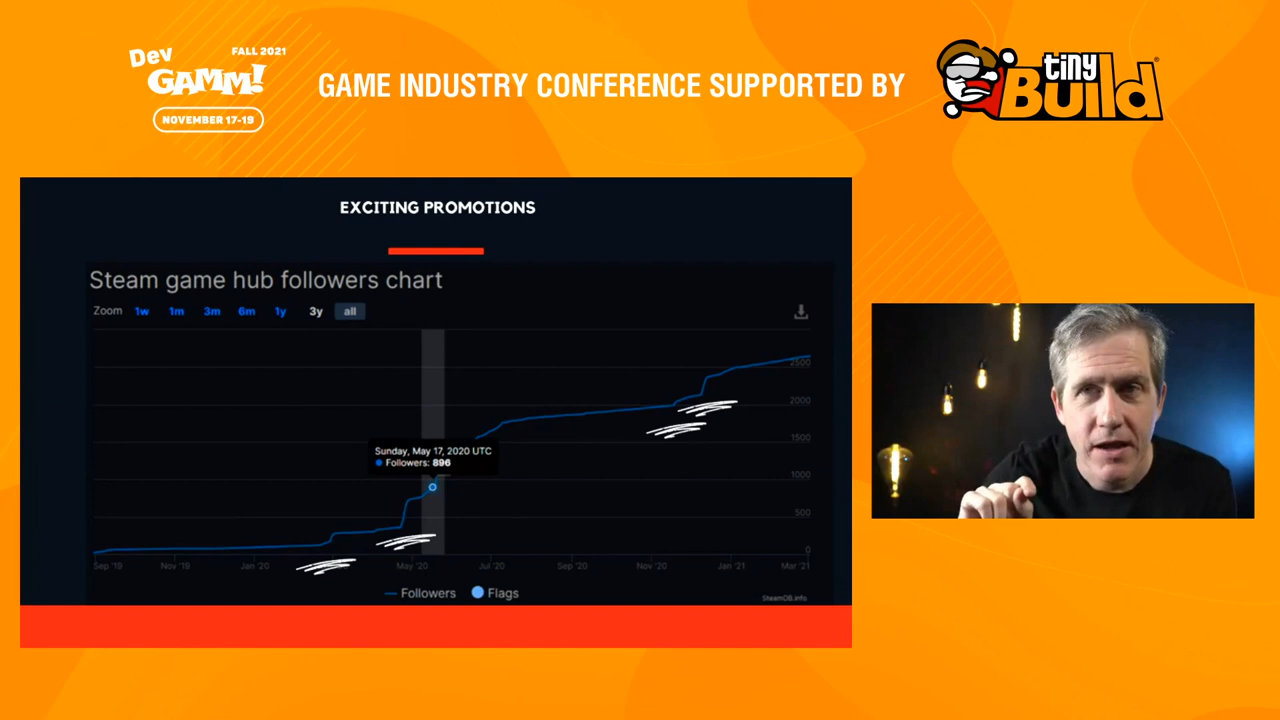 Dev
GAMM!
FALL 2021
NOVEMBER 17-19
GAME INDUSTRY CONFERENCE SUPPORTED BY
tiny
Build
EXCITING PROMOTIONS
Steam game hub followers chart
Zoom 1w 1m 3m 6m 1y 3y all
2500
2000
1500
1000
500
0
Sunday, May 17, 2020 UTC
Followers: 896
Sep '19 Nov '19 Jan '20 May '20 Jul '20 Sep '20 Nov '20 Jan '21 Mar '21
Followers Flags
SteamDB.info